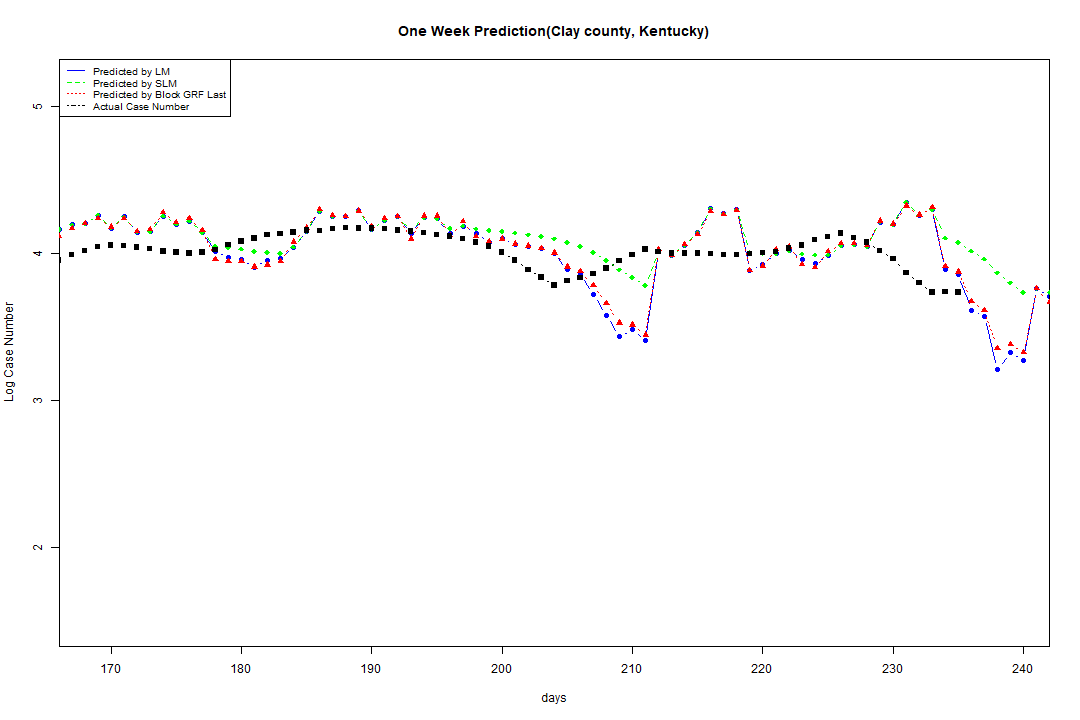 One Week Prediction(Clay county, Kentucky)
Predicted by LM
Predicted by SLM
Predicted by Block GRF Last
Actual Case Number
5
4
3
2
Log Case Number
170 180 190 200 210 220 230 240
days